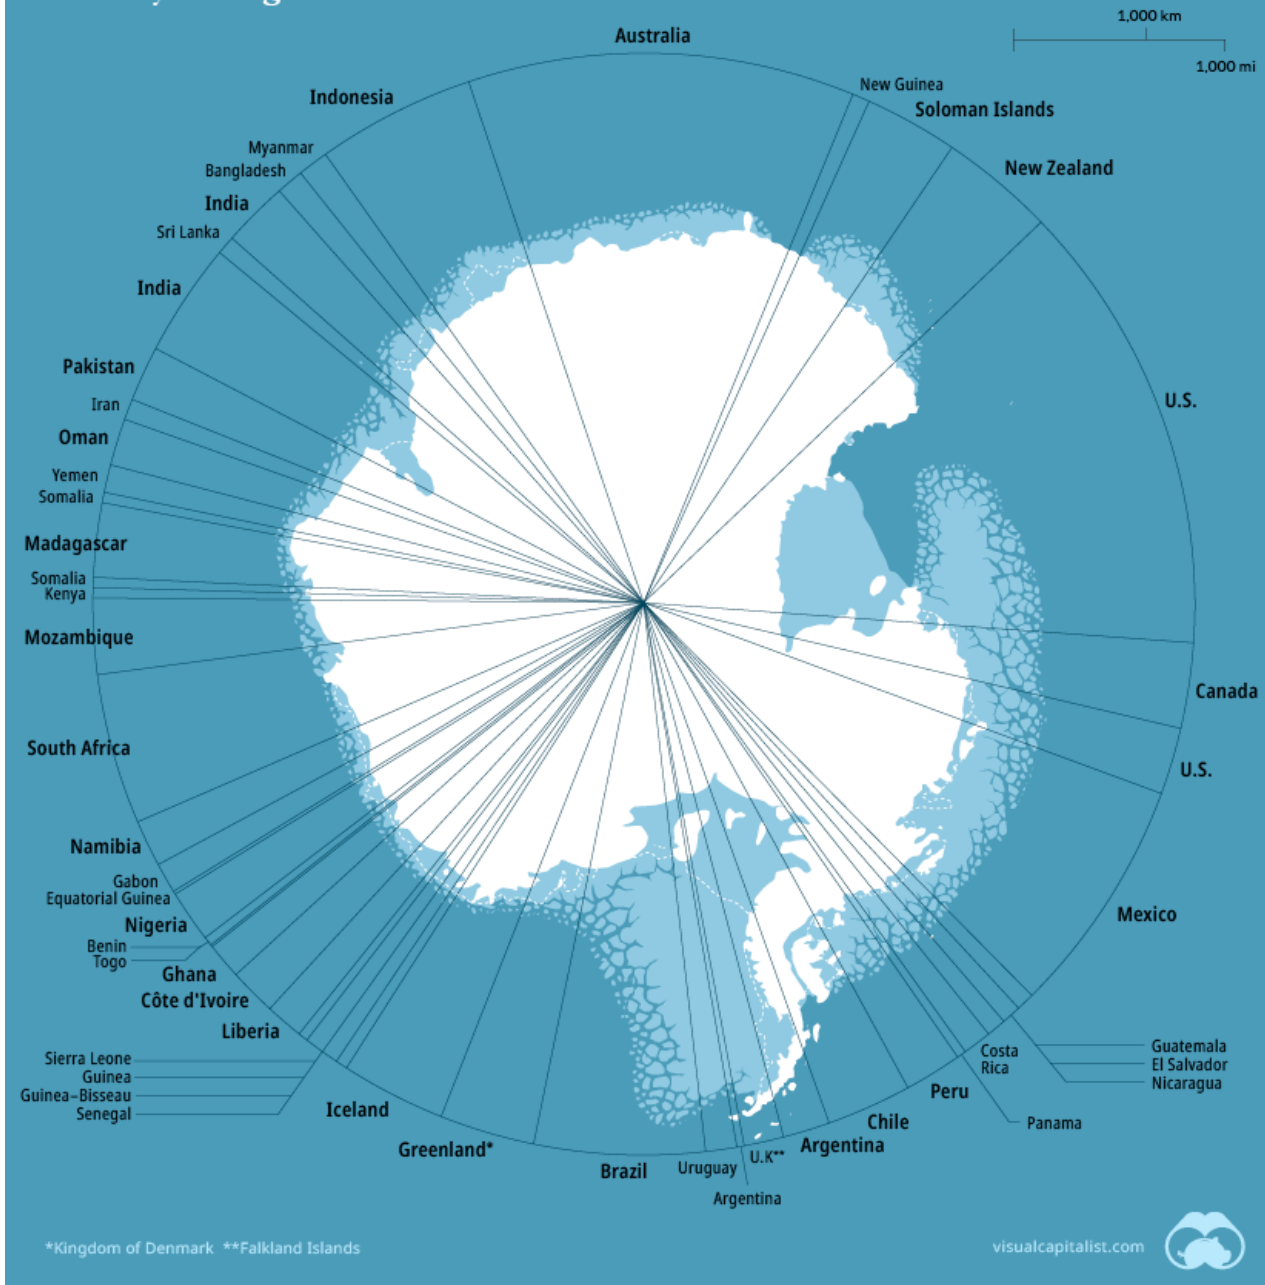 1,000 km
1,000 mi
Australia
New Guinea
Soloman Islands
New Zealand
U.S.
Canada
U.S.
Mexico
Guatemala
El Salvador
Nicaragua
Costa
Rica
Panama
Peru
Chile
Argentina
U.K**
Argentina
Uruguay
Brazil
Greenland*
Iceland
Senegal
Guinea-Bisseau
Guinea
Sierra Leone
Liberia
Côte d'Ivoire
Ghana
Togo
Benin
Nigeria
Equatorial Guinea
Gabon
Namibia
South Africa
Mozambique
Kenya
Somalia
Madagascar
Somalia
Yemen
Oman
Iran
Pakistan
India
Sri Lanka
India
Bangladesh
Myanmar
Indonesia
*Kingdom of Denmark **Falkland Islands
visualcapitalist.com